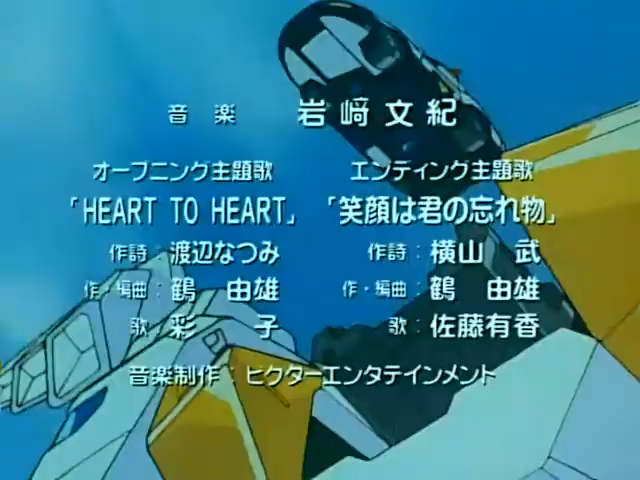 音 楽 岩﨑文紀
オープニング主題歌
「HEART TO HEART」
作詩：渡辺なつみ
作・編曲：鶴 由雄
歌：彩 子
エンディング主題歌
「笑顔は君の忘れ物」
作詩：横山 武
作・編曲：鶴 由雄
歌：佐藤有香
音楽制作：ビクターエンタテインメント